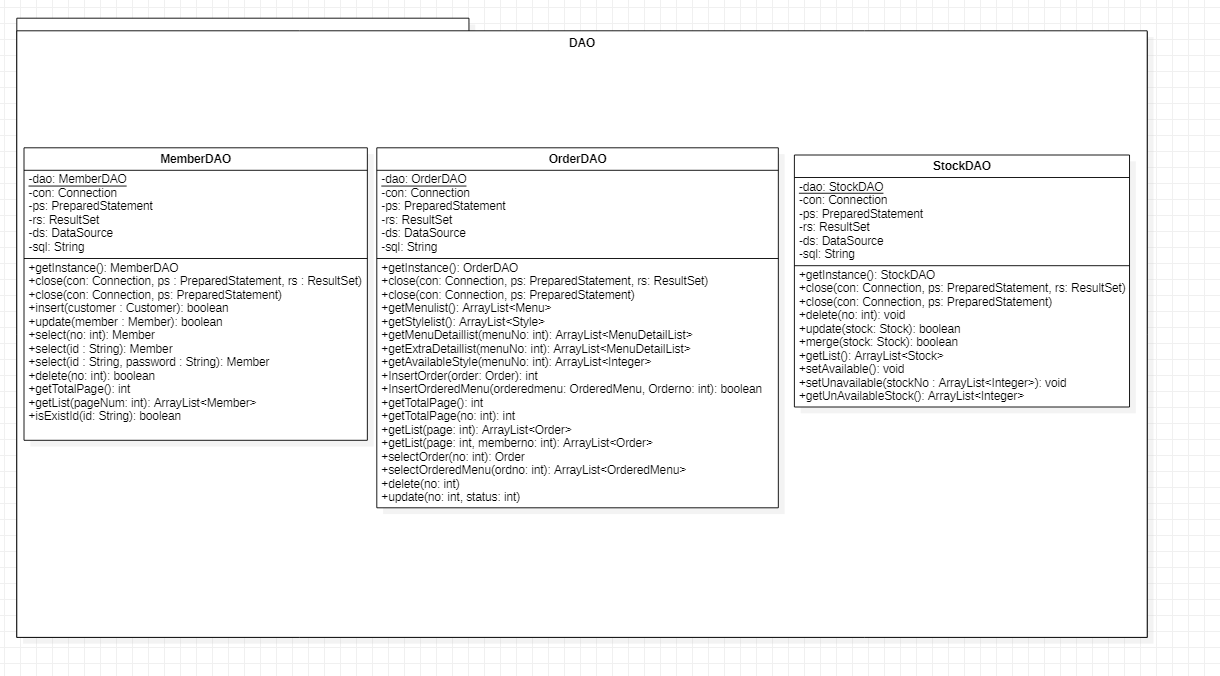 DAO
MemberDAO
-dao: MemberDAO
-con: Connection
-ps: PreparedStatement
-rs: ResultSet
-ds: DataSource
-sql: String
+getInstance(): MemberDAO
+close(con: Connection, ps : PreparedStatement, rs : ResultSet)
+close(con: Connection, ps: PreparedStatement)
+insert(customer : Customer): boolean
+update(member : Member): boolean
+select(no: int): Member
+select(id : String): Member
+select(id : String, password : String): Member
+delete(no: int): boolean
+getTotalPage(): int
+getList(pageNum: int): ArrayList<Member>
+isExistId(id: String): boolean
OrderDAO
-dao: OrderDAO
-con: Connection
-ps: PreparedStatement
-rs: ResultSet
-ds: DataSource
-sql: String
+getInstance(): OrderDAO
+close(con: Connection, ps: PreparedStatement, rs: ResultSet)
+close(con: Connection, ps: PreparedStatement)
+getMenulist(): ArrayList<Menu>
+getStylelist(): ArrayList<Style>
+getMenuDetaillist(menuNo: int): ArrayList<MenuDetailList>
+getExtraDetaillist(menuNo: int): ArrayList<MenuDetailList>
+getAvailableStyle(menuNo: int): ArrayList<Integer>
+InsertOrder(order: Order): int
+InsertOrderedMenu(orderedmenu: OrderedMenu, Orderno: int): boolean
+getTotalPage(): int
+getTotalPage(no: int): int
+getList(page: int): ArrayList<Order>
+getList(page: int, memberno: int): ArrayList<Order>
+selectOrder(no: int): Order
+selectOrderedMenu(ordno: int): ArrayList<OrderedMenu>
+delete(no: int)
+update(no: int, status: int)
StockDAO
-dao: StockDAO
-con: Connection
-ps: PreparedStatement
-rs: ResultSet
-ds: DataSource
-sql: String
+getInstance(): StockDAO
+close(con: Connection, ps: PreparedStatement, rs: ResultSet)
+close(con: Connection, ps: PreparedStatement)
+delete(no: int): void
+update(stock: Stock): boolean
+merge(stock: Stock): boolean
+getList(): ArrayList<Stock>
+setAvailable(): void
+setUnavailable(stockNo : ArrayList<Integer>): void
+getUnAvailableStock(): ArrayList<Integer>